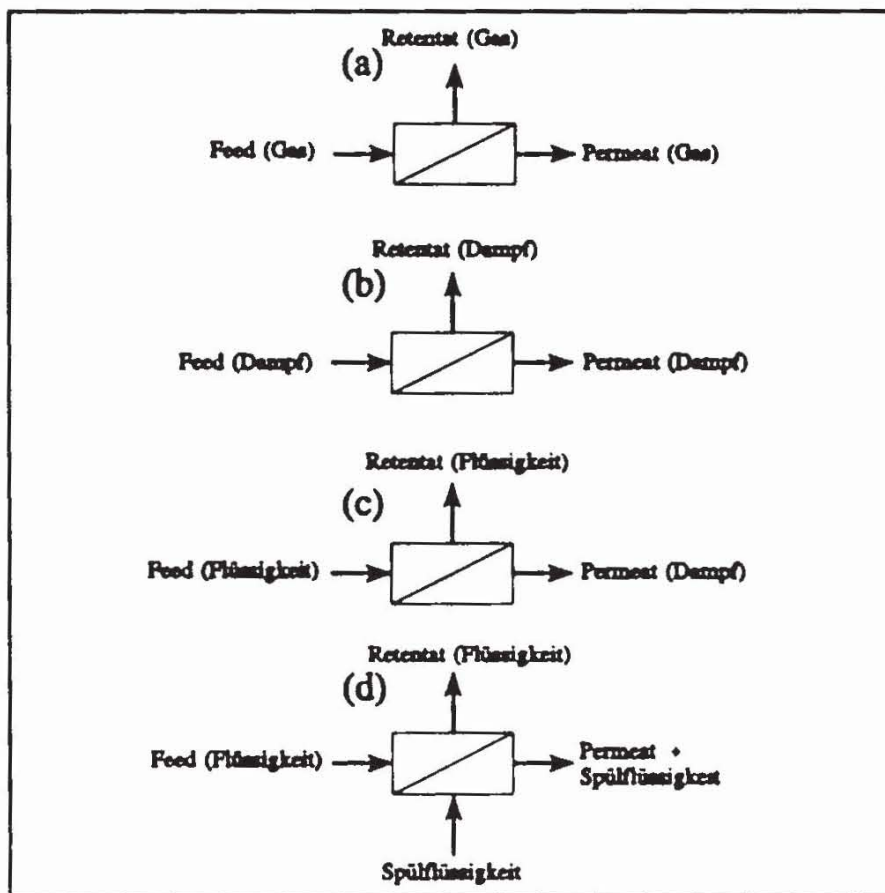 Retentat (Gas)
(a)
Feed (Gas)
Permeat (Gas)
Retentat (Dampf)
(b)
Feed (Dampf)
Permeat (Dampf)
Retentat (Flüssigkeit)
(c)
Feed (Flüssigkeit)
Permeat (Dampf)
Retentat (Flüssigkeit)
(d)
Feed (Flüssigkeit)
Permeat +
Spülflüssigkeit
Spülflüssigkeit